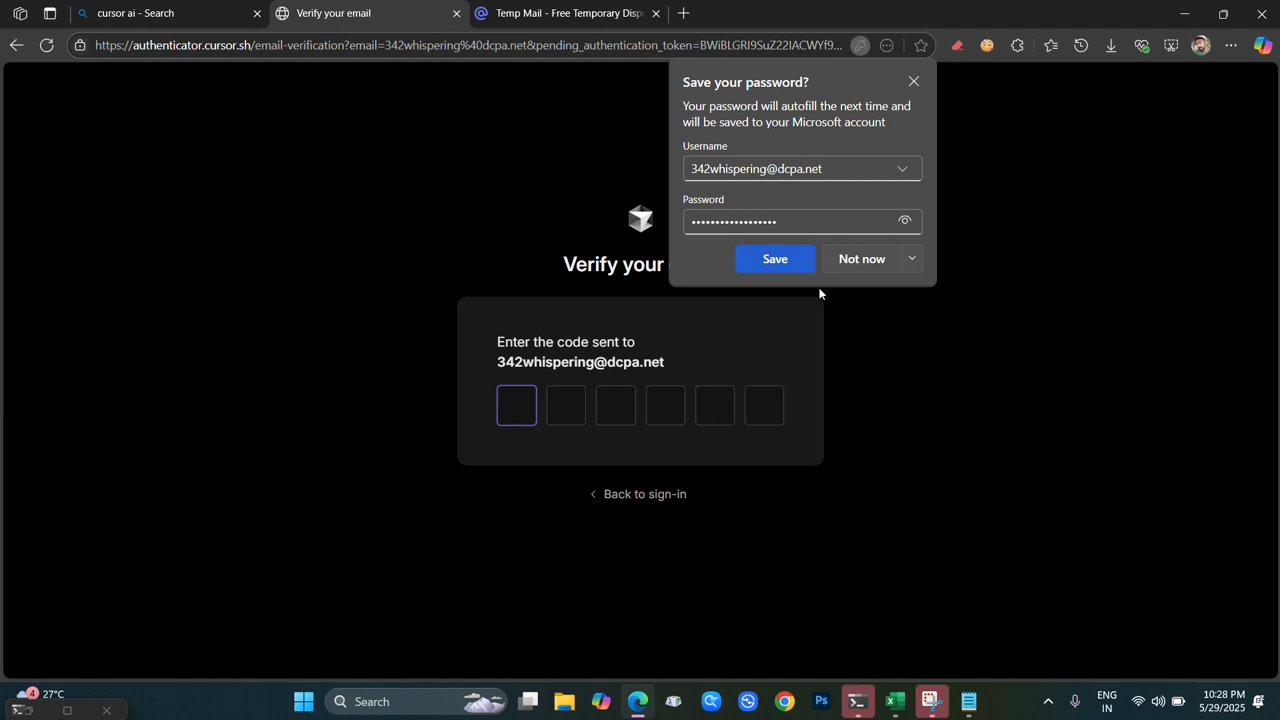 cursor ai - Search
Verify your email
Temp Mail - Free Temporary Disp
https://authenticator.cursor.sh/email-verification?email=342whispering%40dcpa.net&pending_authentication_token=BWiBLGRI9SuZ22IACWYf9...
Save your password?
Your password will autofill the next time and
will be saved to your Microsoft account
Username
342whispering@dcpa.net
Password
••••••••••••••••••
Save
Not now
Verify your
Enter the code sent to
342whispering@dcpa.net
Back to sign-in
4
27°C
Search
Ps
ENG
IN
10:28 PM
5/29/2025